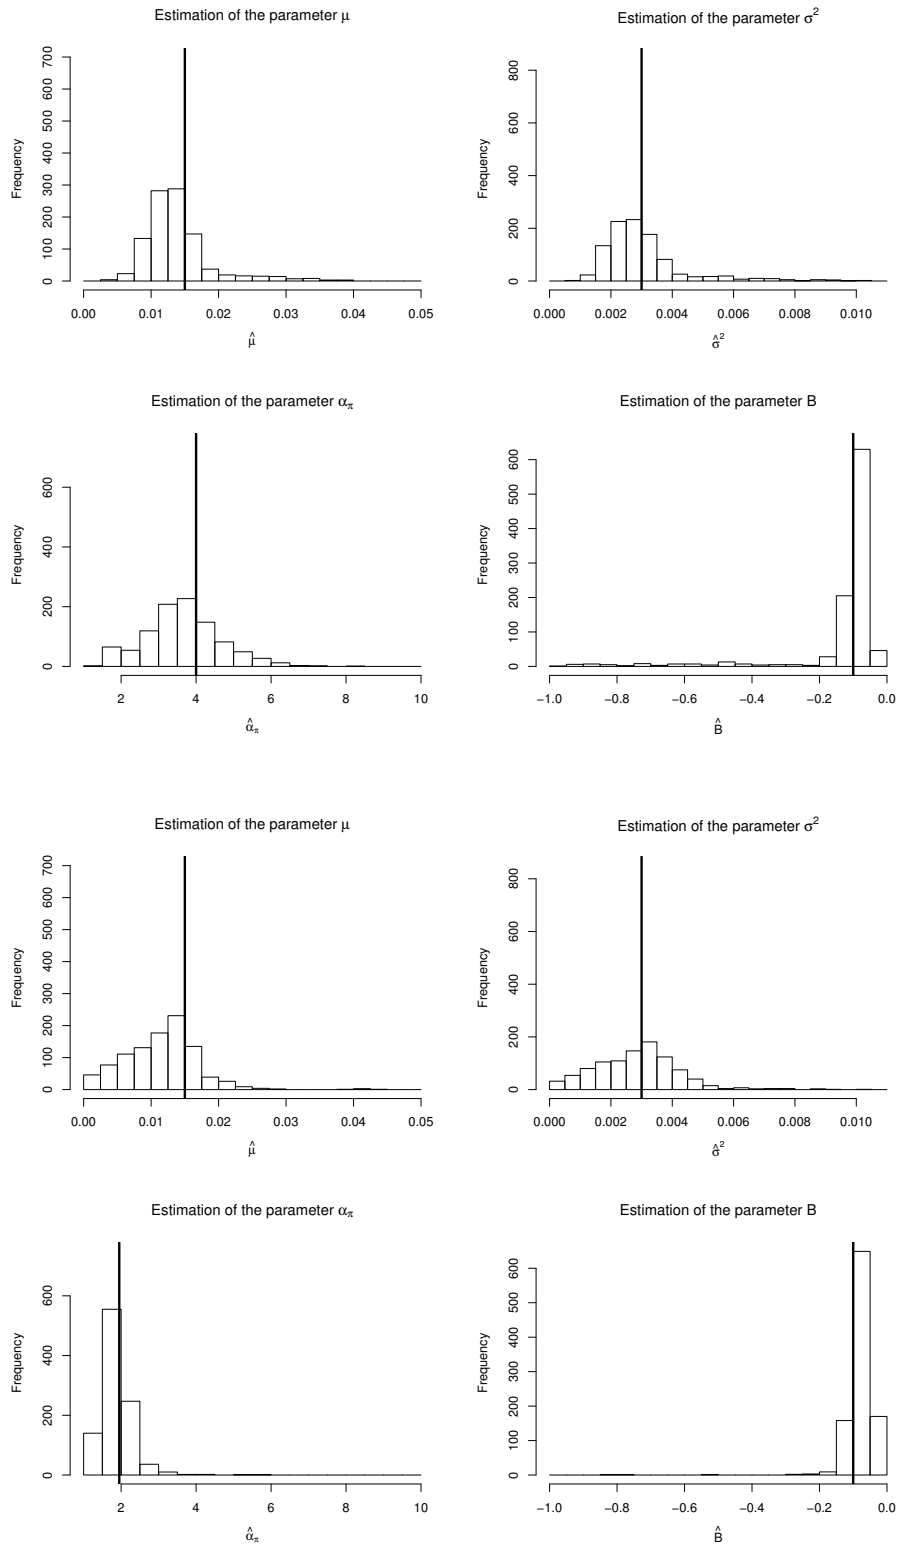 Estimation of the parameter μ
Frequency
0 100 200 300 400 500 600 700
0.00 0.01 0.02 0.03 0.04 0.05
μ̂
Estimation of the parameter σ²
Frequency
0 200 400 600 800
0.000 0.002 0.004 0.006 0.008 0.010
σ̂²
Estimation of the parameter απ
Frequency
0 200 400 600
2 4 6 8 10
α̂π
Estimation of the parameter B
Frequency
0 100 200 300 400 500 600
−1.0 −0.8 −0.6 −0.4 −0.2 0.0
B̂
Estimation of the parameter μ
Frequency
0 100 200 300 400 500 600 700
0.00 0.01 0.02 0.03 0.04 0.05
μ̂
Estimation of the parameter σ²
Frequency
0 200 400 600 800
0.000 0.002 0.004 0.006 0.008 0.010
σ̂²
Estimation of the parameter απ
Frequency
0 200 400 600
2 4 6 8 10
α̂π
Estimation of the parameter B
Frequency
0 100 200 300 400 500 600
−1.0 −0.8 −0.6 −0.4 −0.2 0.0
B̂